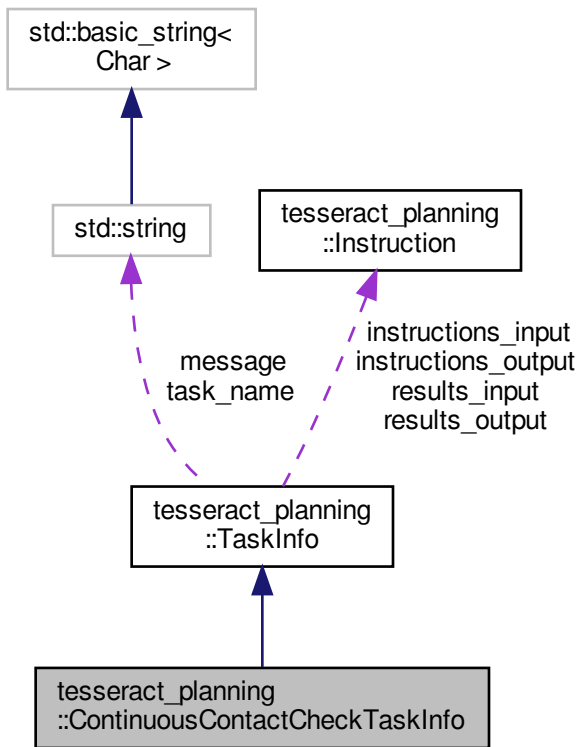 std::basic_string<
Char >
std::string
tesseract_planning
::Instruction
message
task_name
instructions_input
instructions_output
results_input
results_output
tesseract_planning
::TaskInfo
tesseract_planning
::ContinuousContactCheckTaskInfo